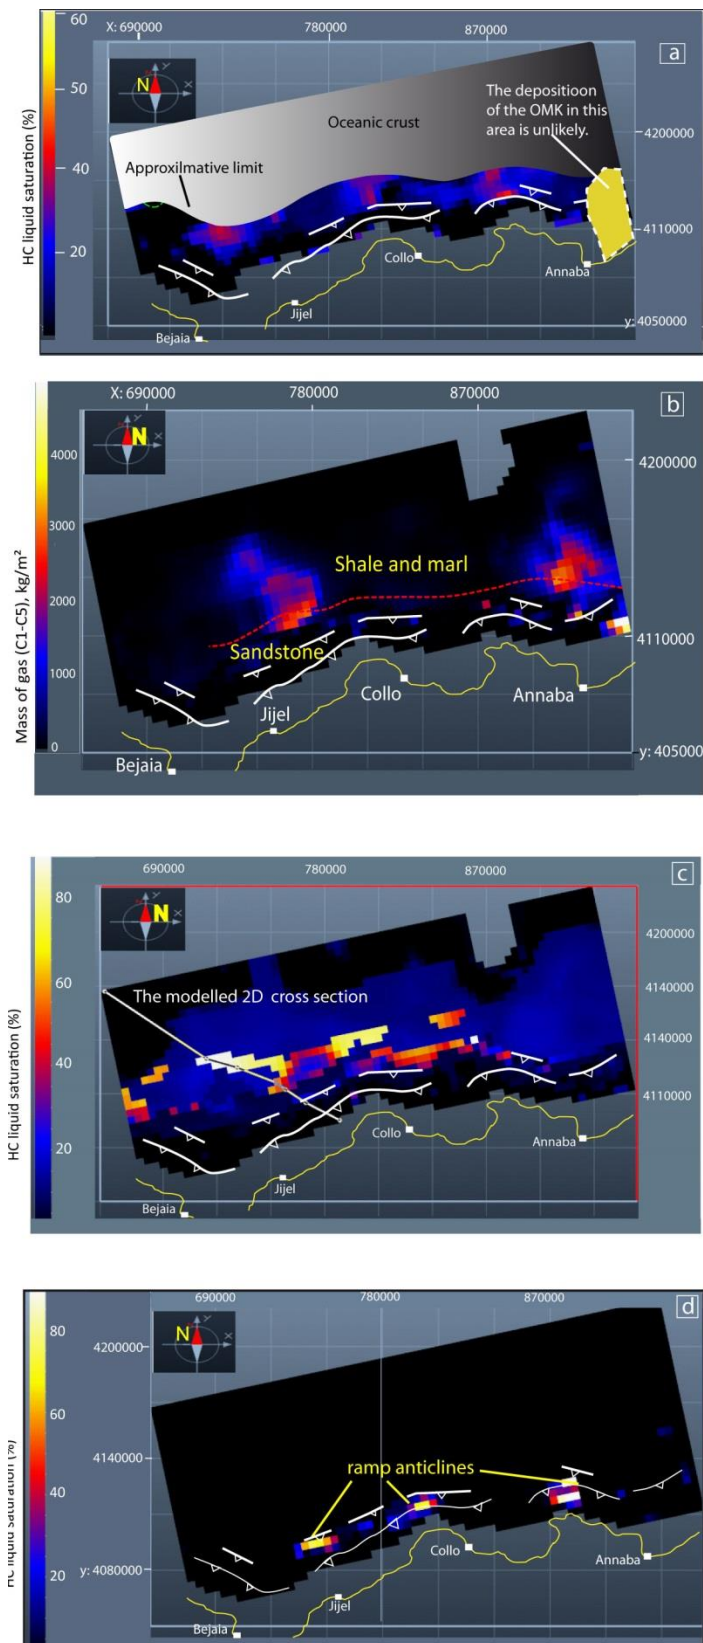 X: 690000 780000 870000
a
60
50
40
20
HC liquid saturation (%)
N
Y
X
The depositioon
of the OMK in this
area is unlikely.
Oceanic crust
Approxilmative limit
4200000
4110000
y: 4050000
Collo
Annaba
Jijel
Bejaia
X: 690000 780000 870000
b
4000
3000
2000
1000
0
Mass of gas (C1-C5), kg/m²
N
Y
X
4200000
Shale and marl
Sandstone
4110000
Collo
Annaba
Jijel
y: 405000
Bejaia
690000 780000 870000
c
80
60
40
20
HC liquid saturation (%)
N
Y
X
4200000
The modelled 2D cross section
4140000
4140000
4110000
Collo
Annaba
Jijel
Bejaia
690000 780000 870000
d
80
60
40
20
HC liquid saturation (%)
N
Y
X
4200000
4140000
ramp anticlines
y: 4080000
Collo
Annaba
Jijel
Bejaia